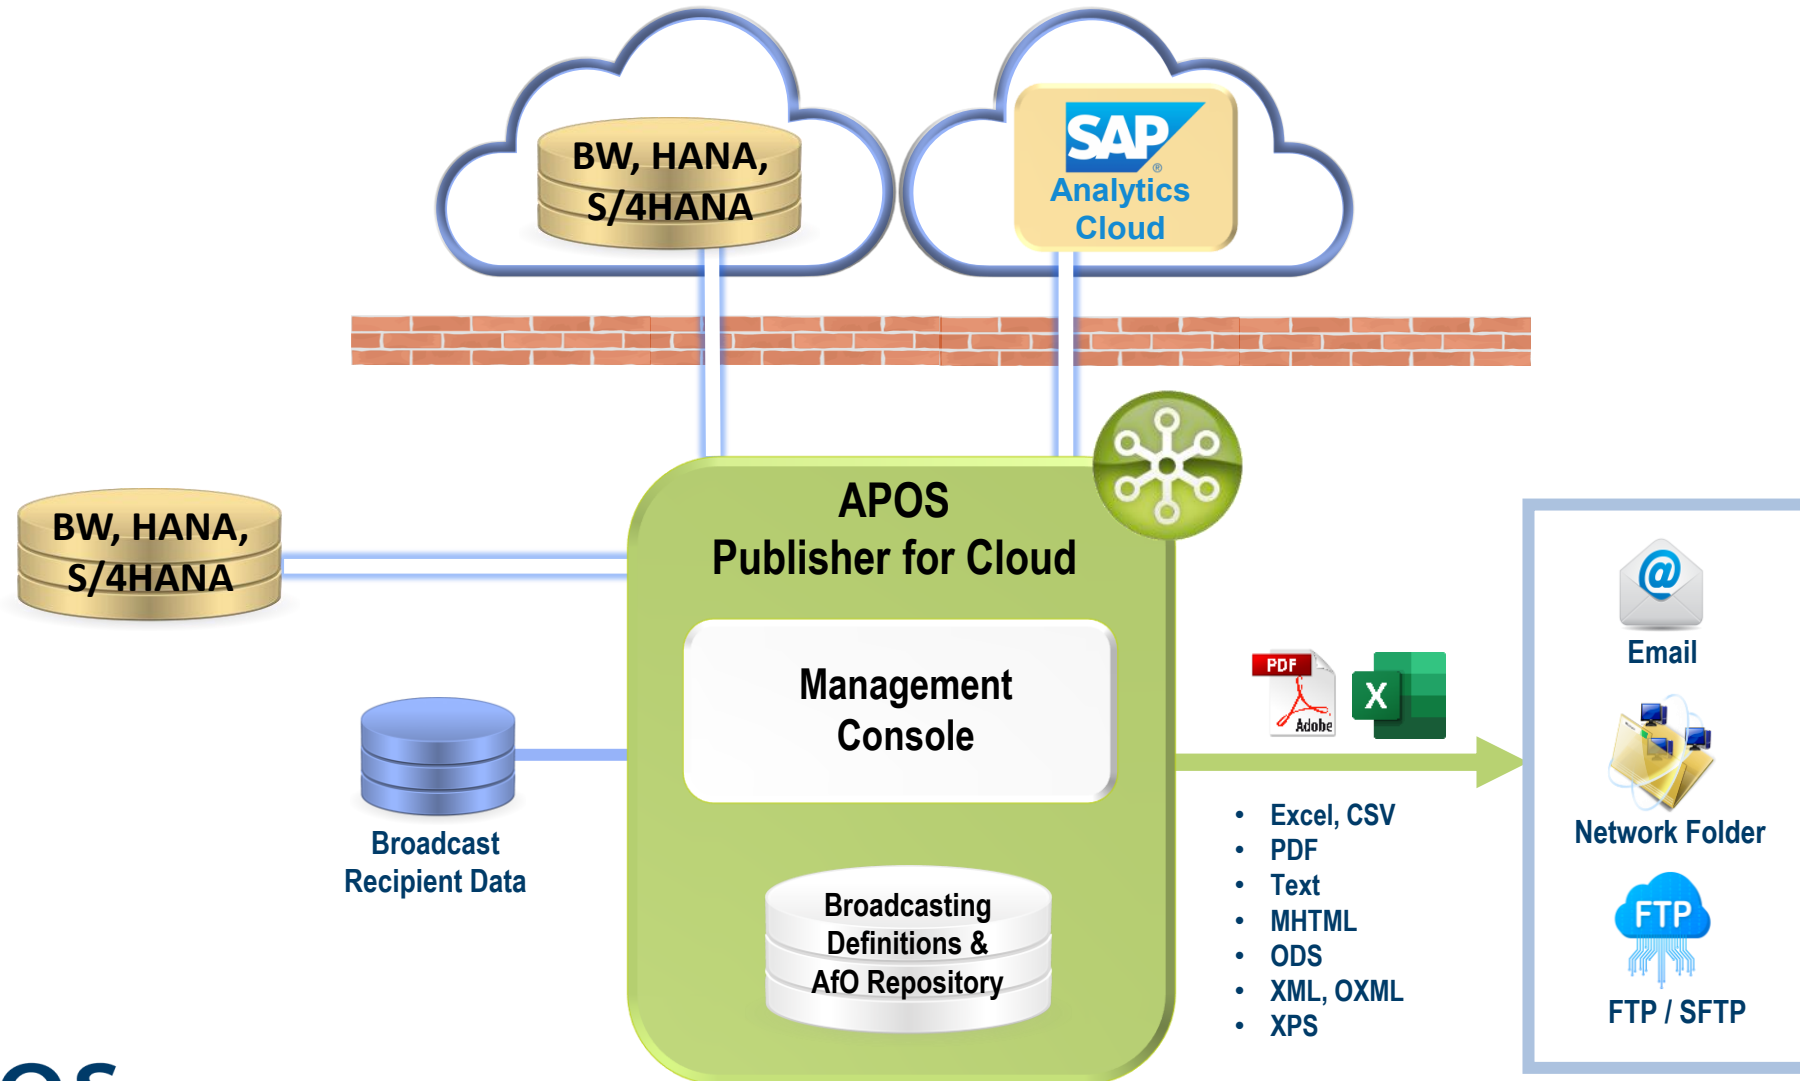 BW, HANA,
S/4HANA
SAP
®
Analytics
Cloud
APOS
Publisher for Cloud
BW, HANA,
S/4HANA
Management
Console
Broadcast
Recipient Data
Broadcasting
Definitions &
AfO Repository
PDF
Adobe
X
• Excel, CSV
• PDF
• Text
• MHTML
• ODS
• XML, OXML
• XPS
@
Email
Network Folder
FTP
FTP / SFTP